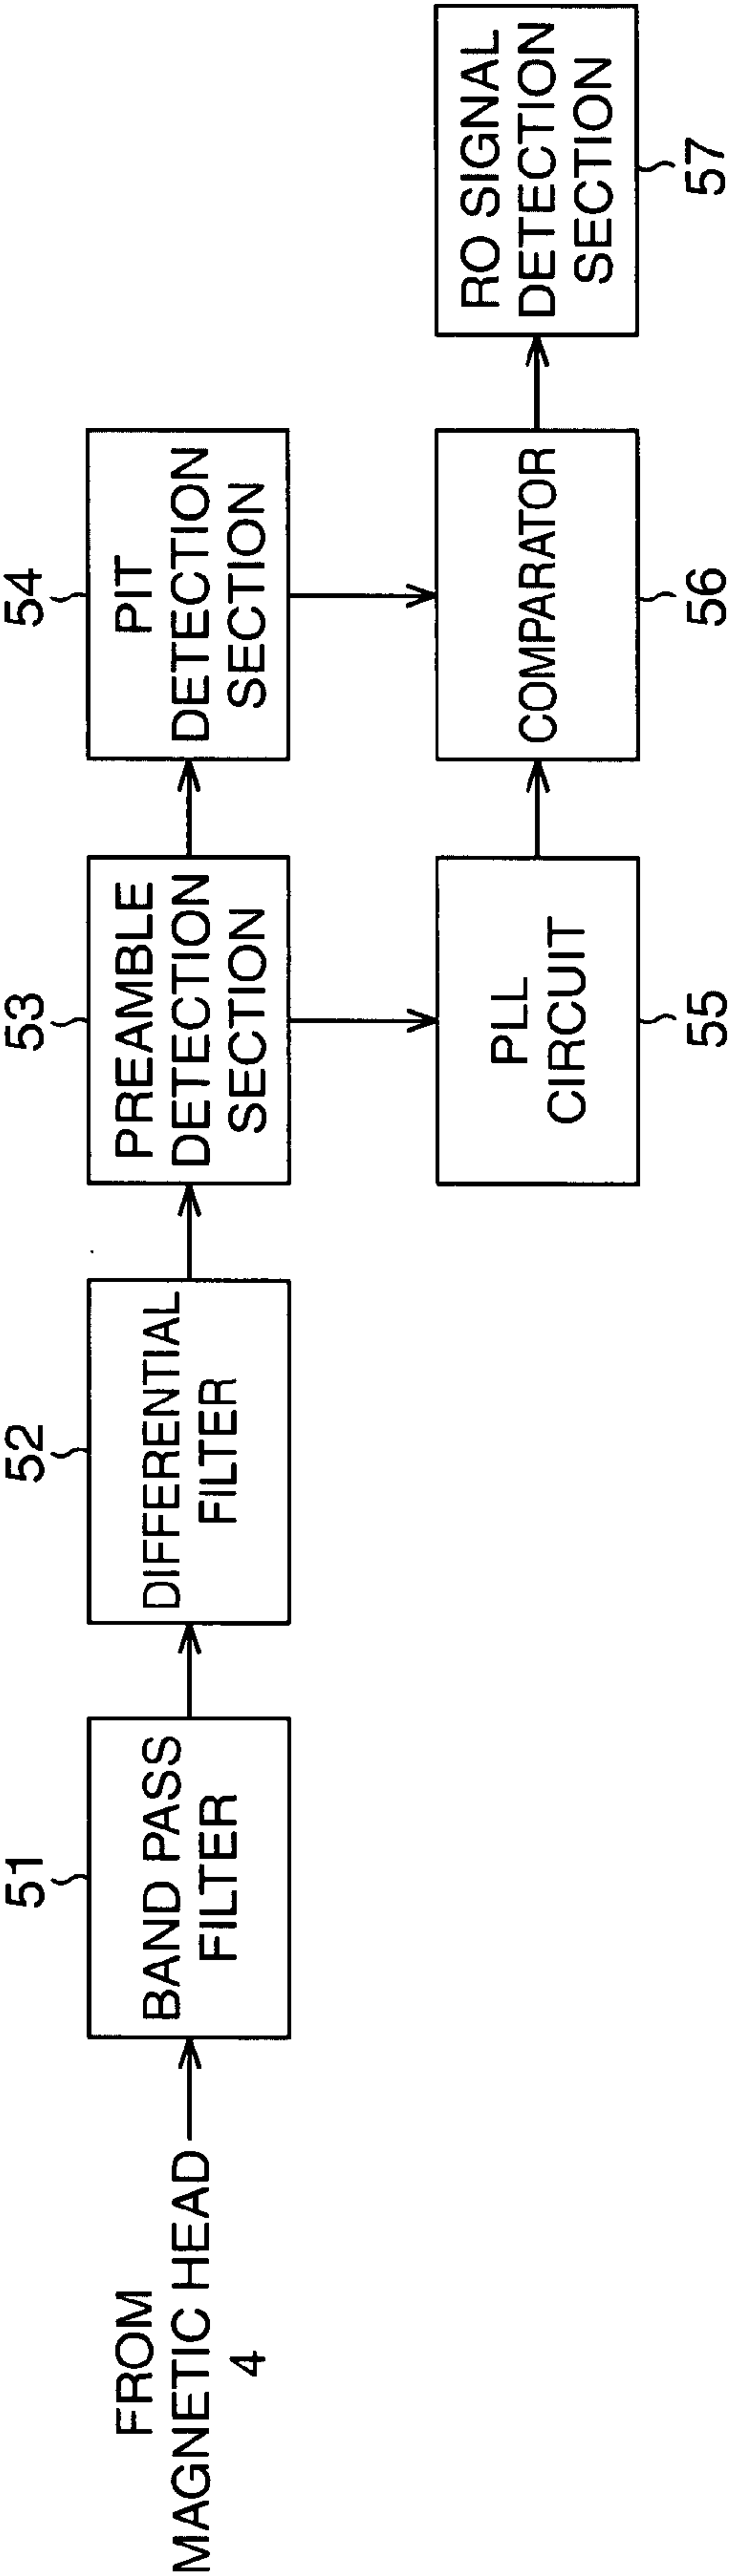 FROM
MAGNETIC HEAD
4
51
BAND PASS
FILTER
52
DIFFERENTIAL
FILTER
53
PREAMBLE
DETECTION
SECTION
54
PIT
DETECTION
SECTION
PLL
CIRCUIT
55
COMPARATOR
56
RO SIGNAL
DETECTION
SECTION
57